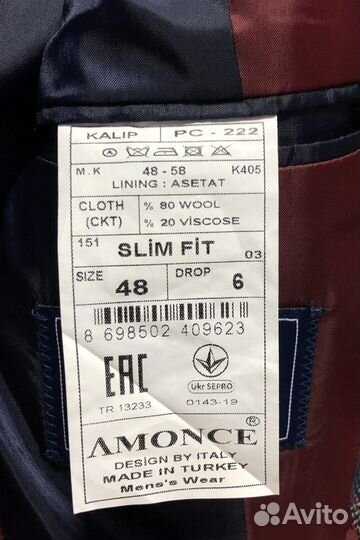 KALIP PC - 222
M.K 48 - 58 K405
LINING : ASETAT
CLOTH % 80 WOOL
(CKT) % 20 VISCOSE
151 SLİM FİT 03
SIZE 48 DROP 6
8 698502 409623
EAC
Ukr SEPRO
TR 13233 0143-19
AMONCE®
DESIGN BY ITALY
MADE IN TURKEY
Mens's Wear
Avito